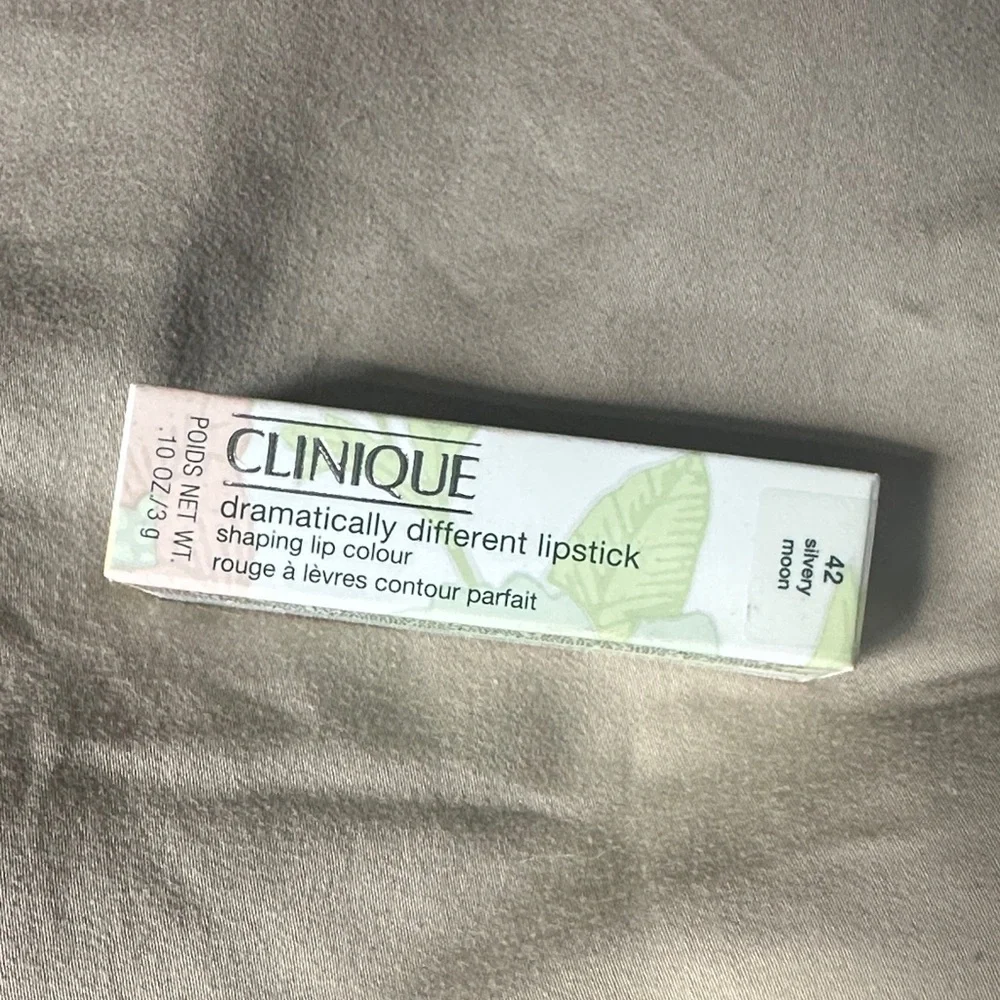 CLINIQUE
dramatically different lipstick
shaping lip colour
rouge à lèvres contour parfait
POIDS NET WT.
.10 OZ./3 g
42
silvery
moon